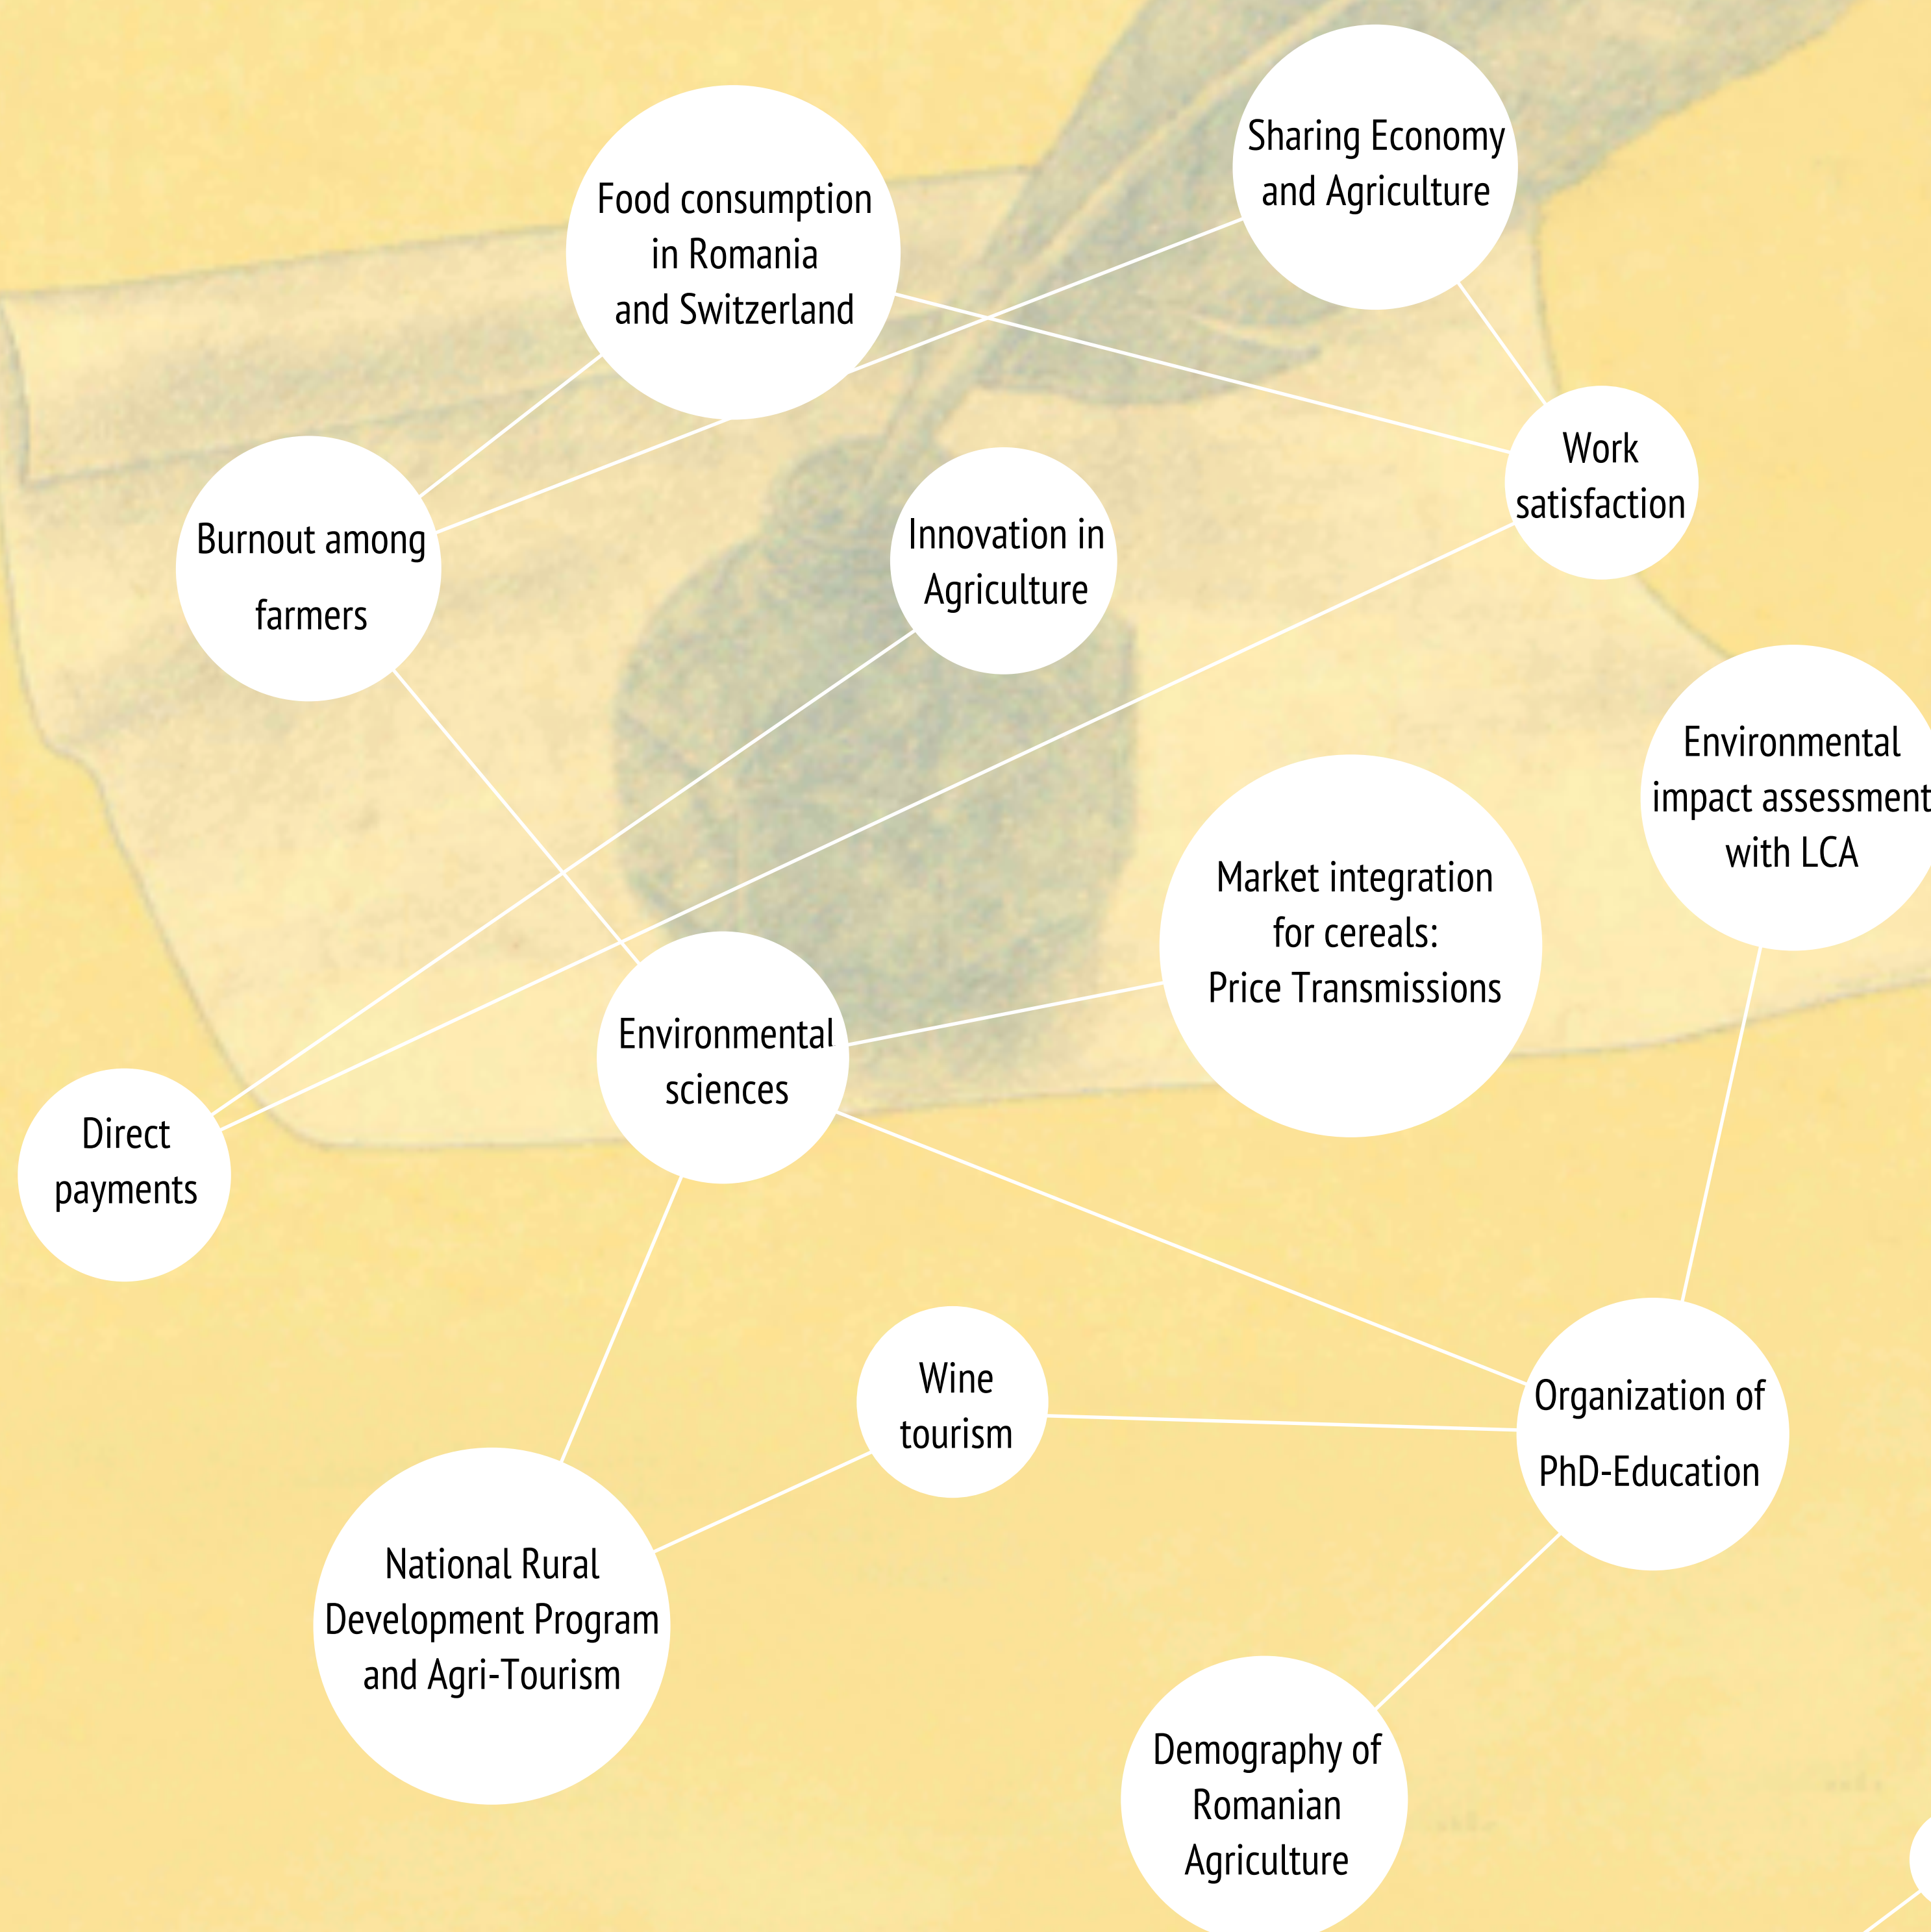 Sharing Economy
and Agriculture
Food consumption
in Romania
and Switzerland
Work
satisfaction
Burnout among
farmers
Innovation in
Agriculture
Environmental
impact assessment
with LCA
Market integration
for cereals:
Price Transmissions
Environmental
sciences
Direct
payments
Wine
tourism
Organization of
PhD-Education
National Rural
Development Program
and Agri-Tourism
Demography of
Romanian
Agriculture